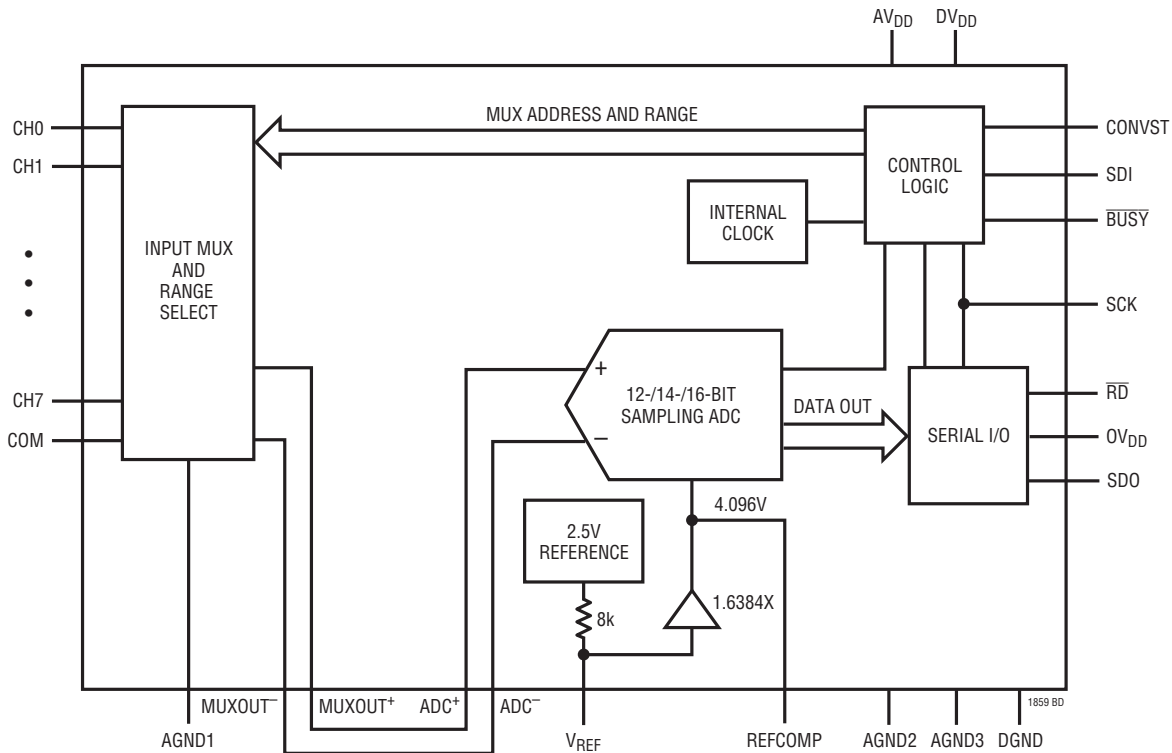 AVDD DVDD
MUX ADDRESS AND RANGE
CH0
CH1
CONVST
CONTROL
LOGIC
SDI
BUSY
INTERNAL
CLOCK
INPUT MUX
AND
RANGE
SELECT
SCK
+
12-/14-/16-BIT
SAMPLING ADC
–
DATA OUT
SERIAL I/O
RD
OVDD
SDO
CH7
COM
4.096V
2.5V
REFERENCE
1.6384X
8k
MUXOUT– MUXOUT+ ADC+ ADC–
1859 BD
AGND1 VREF REFCOMP AGND2 AGND3 DGND